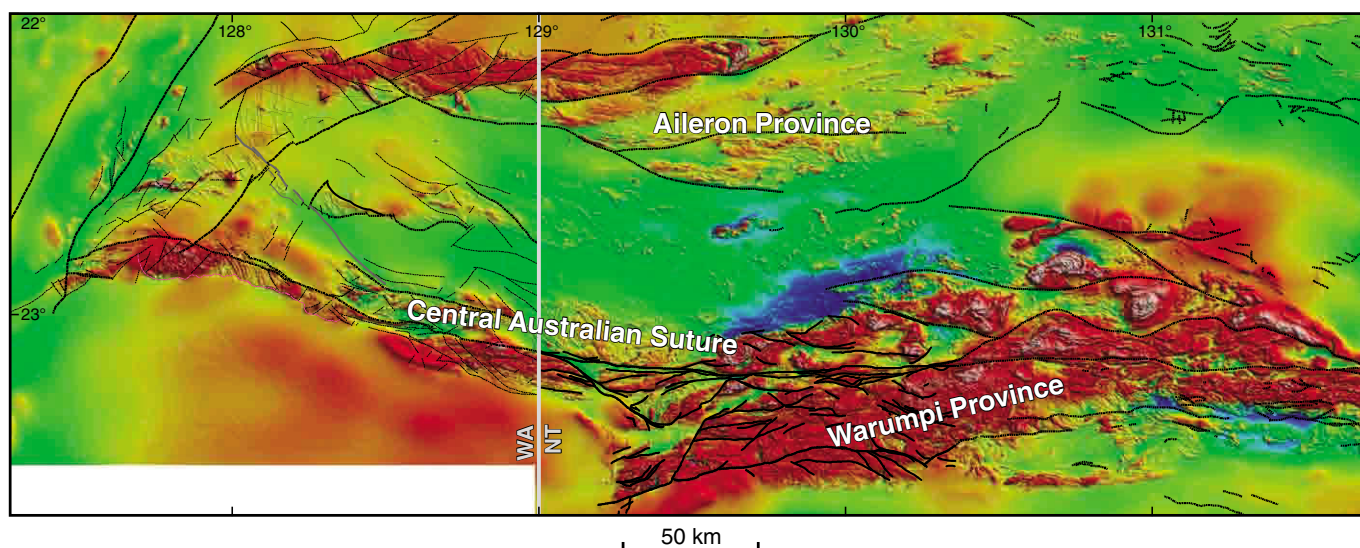 22° 128° 129° 130° 131°
Aileron Province
23°
Central Australian Suture
Warumpi Province
WA
NT
50 km